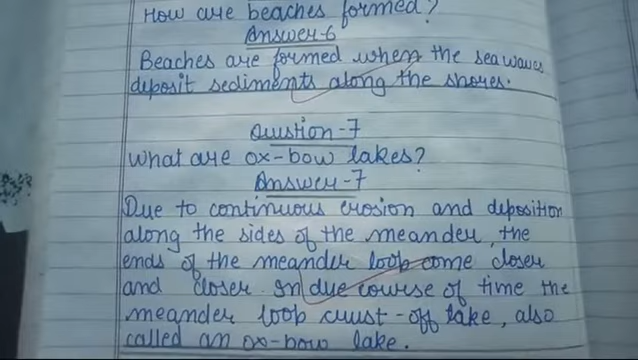 How are beaches formed?
Answer-6
Beaches are formed when the sea waves
deposit sediments along the shores.
Question-7
What are ox-bow lakes?
Answer-7
Due to continuous erosion and deposition
along the sides of the meander, the
ends of the meander loop come closer
and closer. In due course of time the
meander loop crust-off lake, also
called an ox-bow lake.